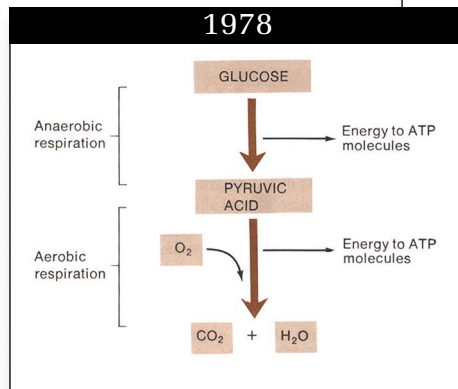 1978
GLUCOSE
Anaerobic
respiration
Energy to ATP
molecules
PYRUVIC
ACID
O₂
Aerobic
respiration
Energy to ATP
molecules
CO₂ + H₂O